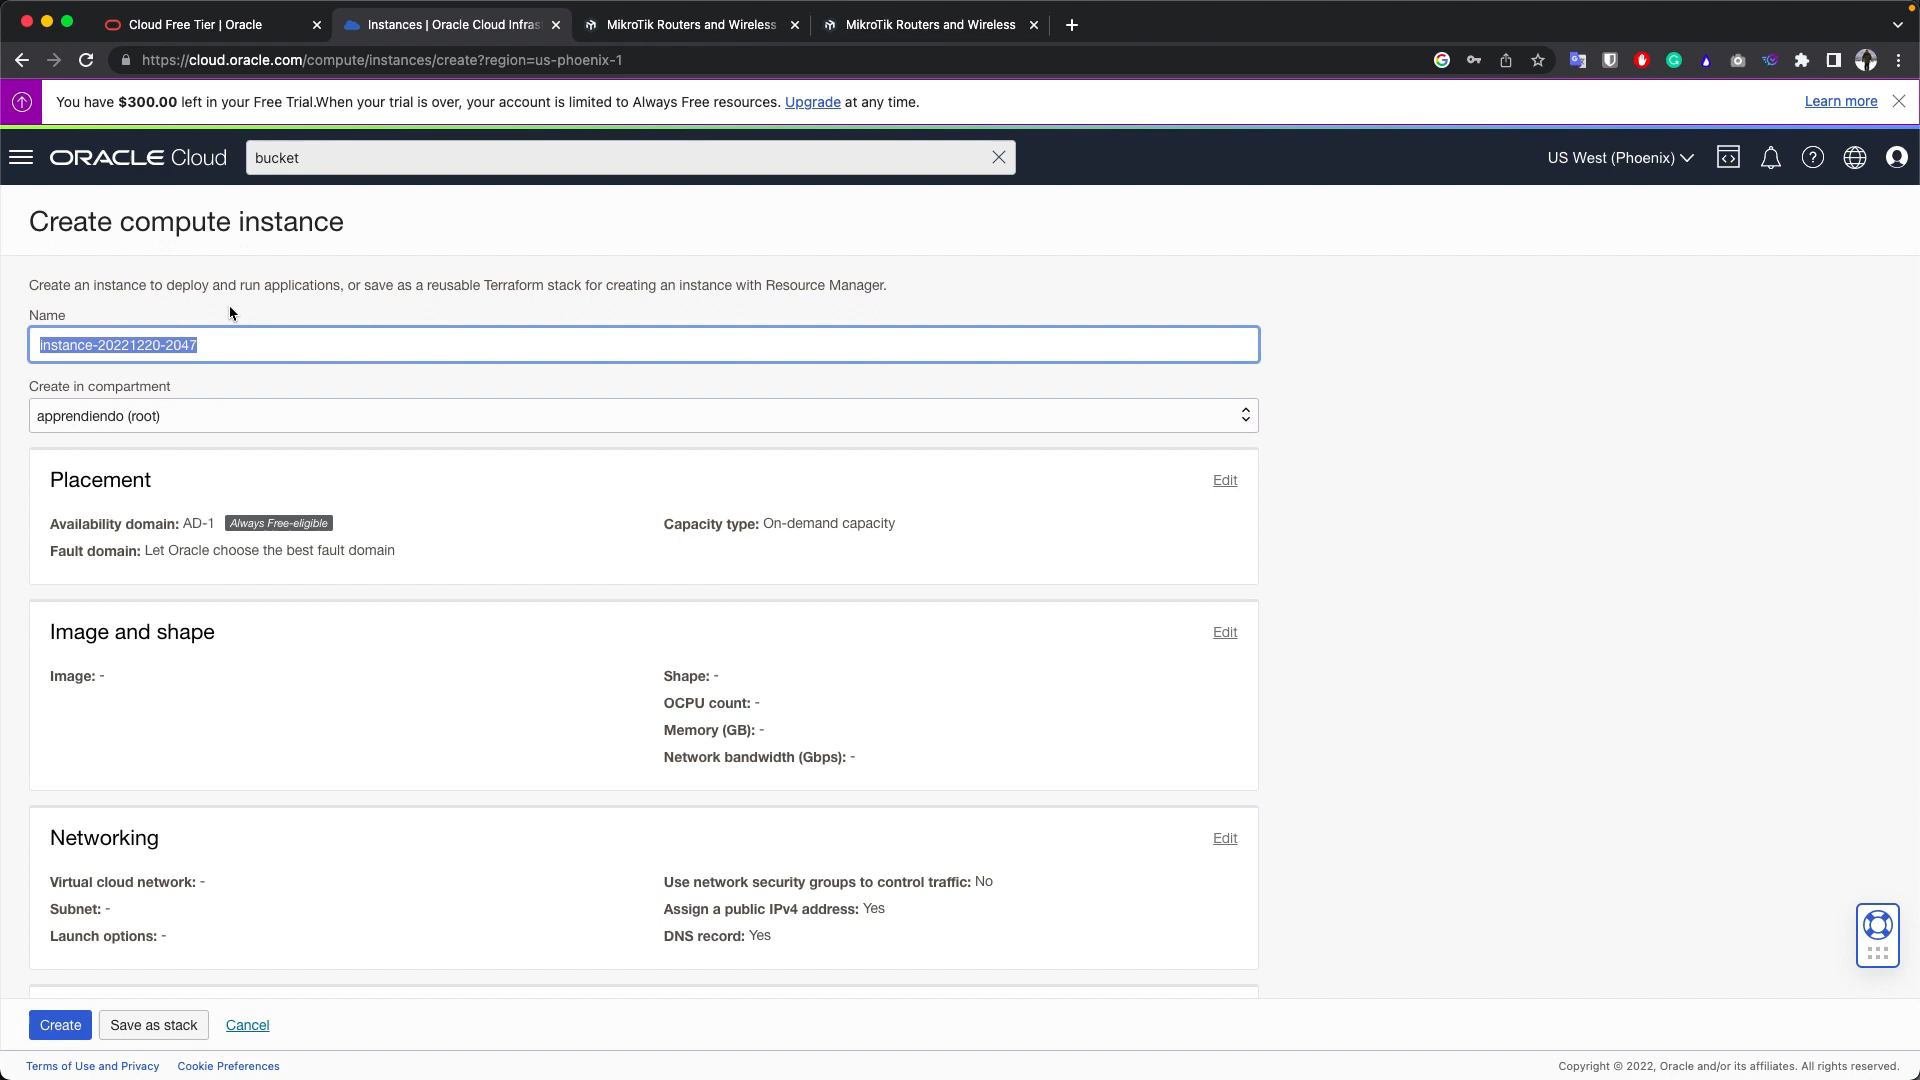 Cloud Free Tier | Oracle
Instances | Oracle Cloud Infras
MikroTik Routers and Wireless
MikroTik Routers and Wireless
https://cloud.oracle.com/compute/instances/create?region=us-phoenix-1
You have $300.00 left in your Free Trial.When your trial is over, your account is limited to Always Free resources. Upgrade at any time.
Learn more
ORACLE Cloud
bucket
US West (Phoenix)
Create compute instance
Create an instance to deploy and run applications, or save as a reusable Terraform stack for creating an instance with Resource Manager.
Name
instance-20221220-2047
Create in compartment
apprendiendo (root)
Placement
Edit
Availability domain: AD-1 Always Free-eligible
Capacity type: On-demand capacity
Fault domain: Let Oracle choose the best fault domain
Image and shape
Edit
Image: -
Shape: -
OCPU count: -
Memory (GB): -
Network bandwidth (Gbps): -
Networking
Edit
Virtual cloud network: -
Use network security groups to control traffic: No
Subnet: -
Assign a public IPv4 address: Yes
Launch options: -
DNS record: Yes
Create
Save as stack
Cancel
Terms of Use and Privacy
Cookie Preferences
Copyright © 2022, Oracle and/or its affiliates. All rights reserved.